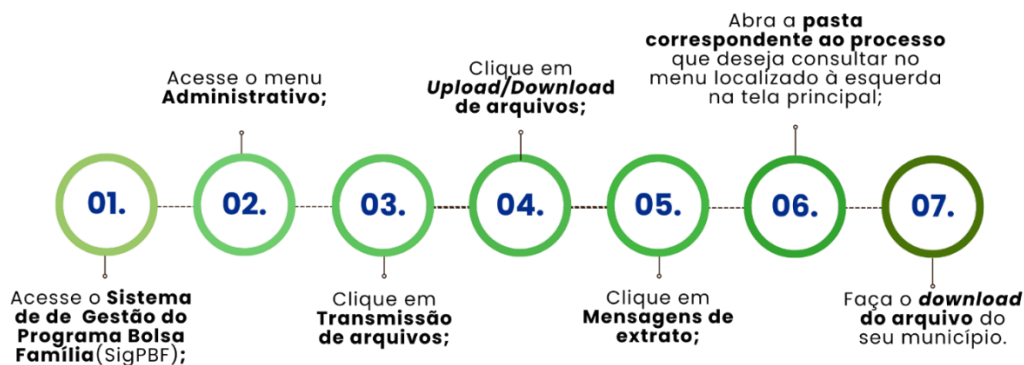 01.
Acesse o Sistema
de de Gestão do
Programa Bolsa
Família(SigPBF);
02.
Acesse o menu
Administrativo;
03.
Clique em
Transmissão
de arquivos;
04.
Clique em
Upload/Download
de arquivos;
05.
Clique em
Mensagens de
extrato;
06.
Abra a pasta
correspondente ao processo
que deseja consultar no
menu localizado à esquerda
na tela principal;
07.
Faça o download
do arquivo do
seu município.